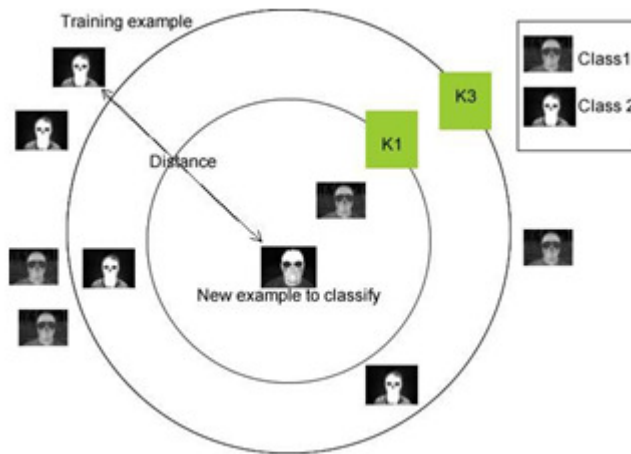 Training example
K3
Class1
Class 2
K1
Distance
New example to classify